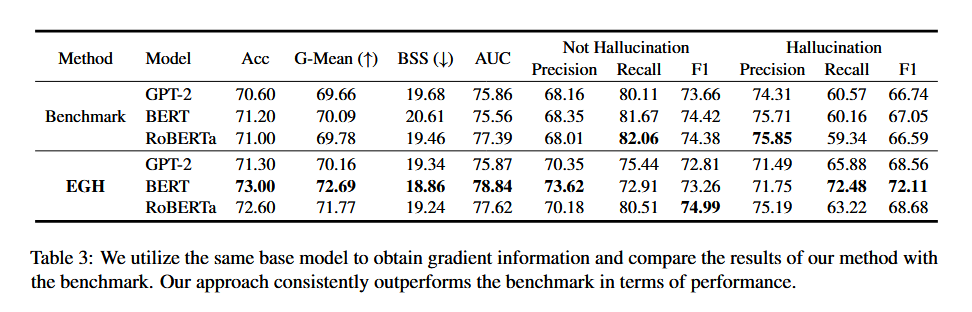 Method Model Acc G-Mean (↑) BSS (↓) AUC Not Hallucination Hallucination
Precision Recall F1 Precision Recall F1
GPT-2 70.60 69.66 19.68 75.86 68.16 80.11 73.66 74.31 60.57 66.74
Benchmark BERT 71.20 70.09 20.61 75.56 68.35 81.67 74.42 75.71 60.16 67.05
RoBERTa 71.00 69.78 19.46 77.39 68.01 82.06 74.38 75.85 59.34 66.59
GPT-2 71.30 70.16 19.34 75.87 70.35 75.44 72.81 71.49 65.88 68.56
EGH BERT 73.00 72.69 18.86 78.84 73.62 72.91 73.26 71.75 72.48 72.11
RoBERTa 72.60 71.77 19.24 77.62 70.18 80.51 74.99 75.19 63.22 68.68
Table 3: We utilize the same base model to obtain gradient information and compare the results of our method with
the benchmark. Our approach consistently outperforms the benchmark in terms of performance.